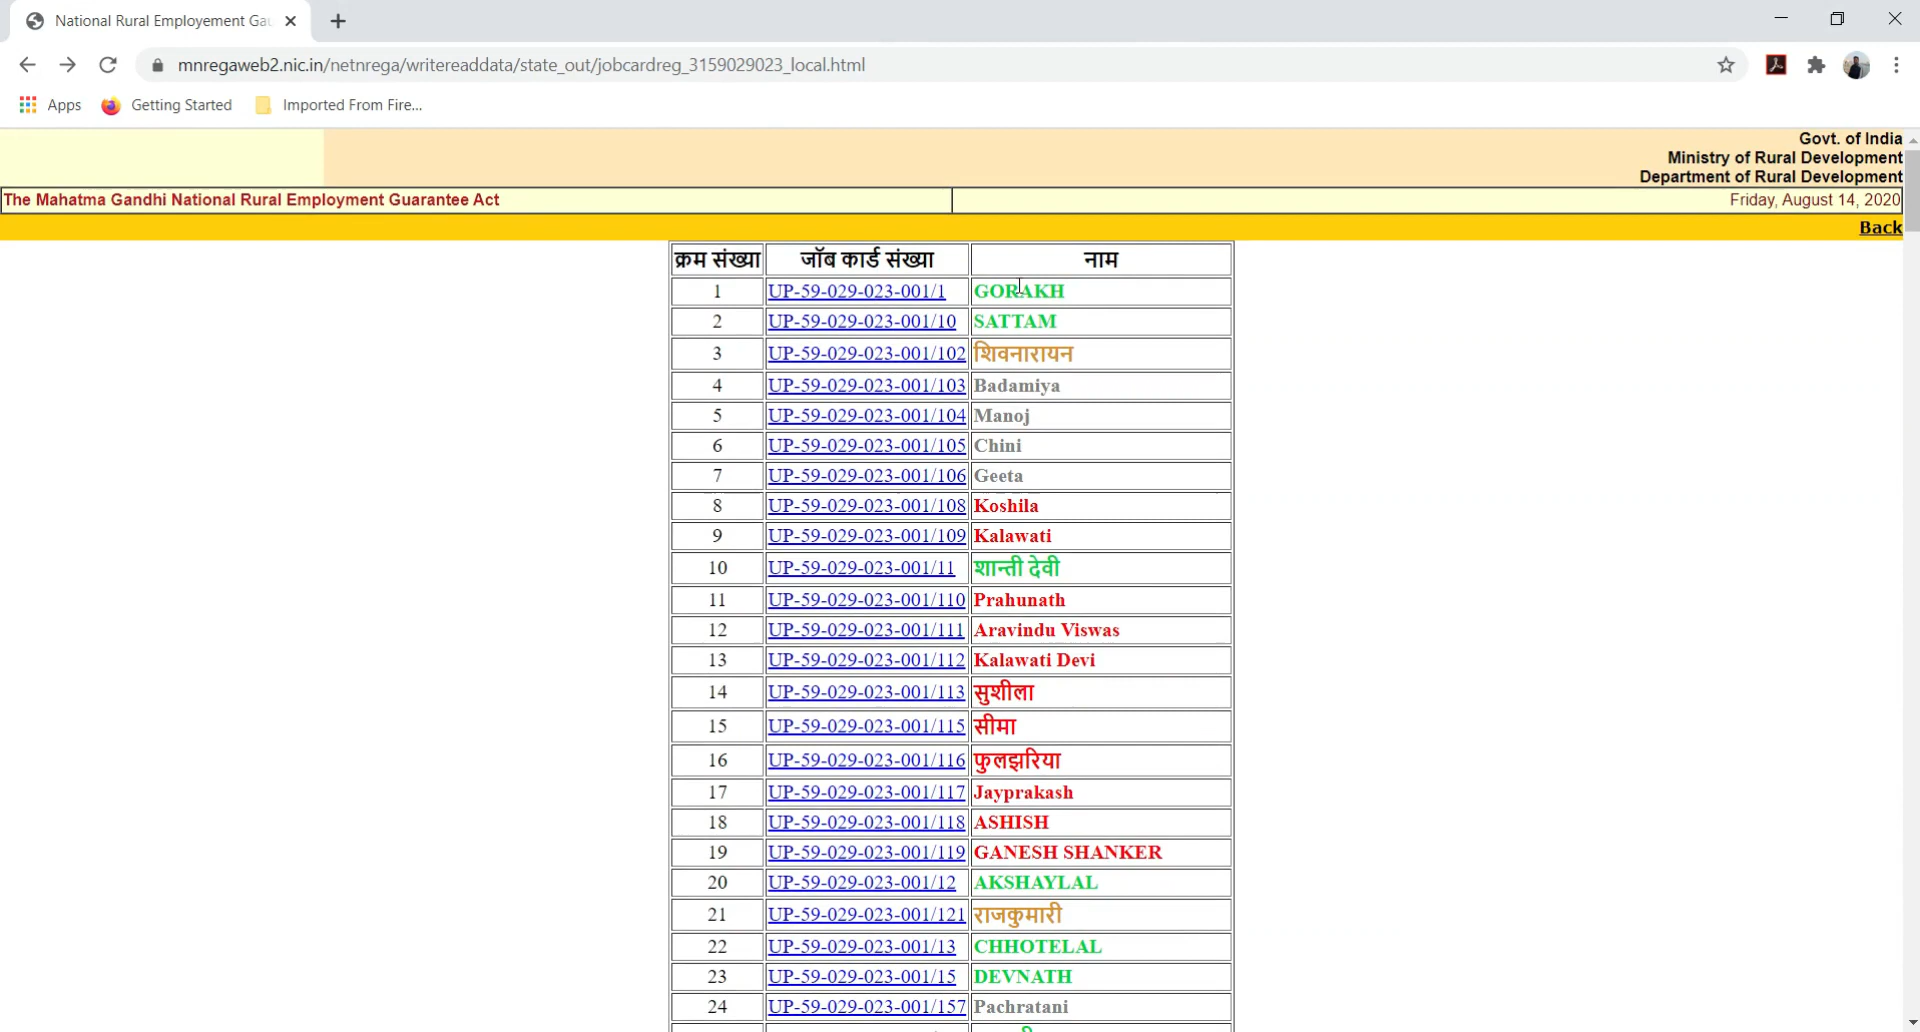 National Rural Employement Gau
mnregaweb2.nic.in/netnrega/writereaddata/state_out/jobcardreg_3159029023_local.html
Apps Getting Started Imported From Fire...
Govt. of India
Ministry of Rural Development
Department of Rural Development
The Mahatma Gandhi National Rural Employment Guarantee Act Friday, August 14, 2020
Back
क्रम संख्या जॉब कार्ड संख्या नाम
1 UP-59-029-023-001/1 GORAKH
2 UP-59-029-023-001/10 SATTAM
3 UP-59-029-023-001/102 शिवनारायन
4 UP-59-029-023-001/103 Badamiya
5 UP-59-029-023-001/104 Manoj
6 UP-59-029-023-001/105 Chini
7 UP-59-029-023-001/106 Geeta
8 UP-59-029-023-001/108 Koshila
9 UP-59-029-023-001/109 Kalawati
10 UP-59-029-023-001/11 शान्ती देवी
11 UP-59-029-023-001/110 Prahunath
12 UP-59-029-023-001/111 Aravindu Viswas
13 UP-59-029-023-001/112 Kalawati Devi
14 UP-59-029-023-001/113 सुशीला
15 UP-59-029-023-001/115 सीमा
16 UP-59-029-023-001/116 फुलझरिया
17 UP-59-029-023-001/117 Jayprakash
18 UP-59-029-023-001/118 ASHISH
19 UP-59-029-023-001/119 GANESH SHANKER
20 UP-59-029-023-001/12 AKSHAYLAL
21 UP-59-029-023-001/121 राजकुमारी
22 UP-59-029-023-001/13 CHHOTELAL
23 UP-59-029-023-001/15 DEVNATH
24 UP-59-029-023-001/157 Pachratani